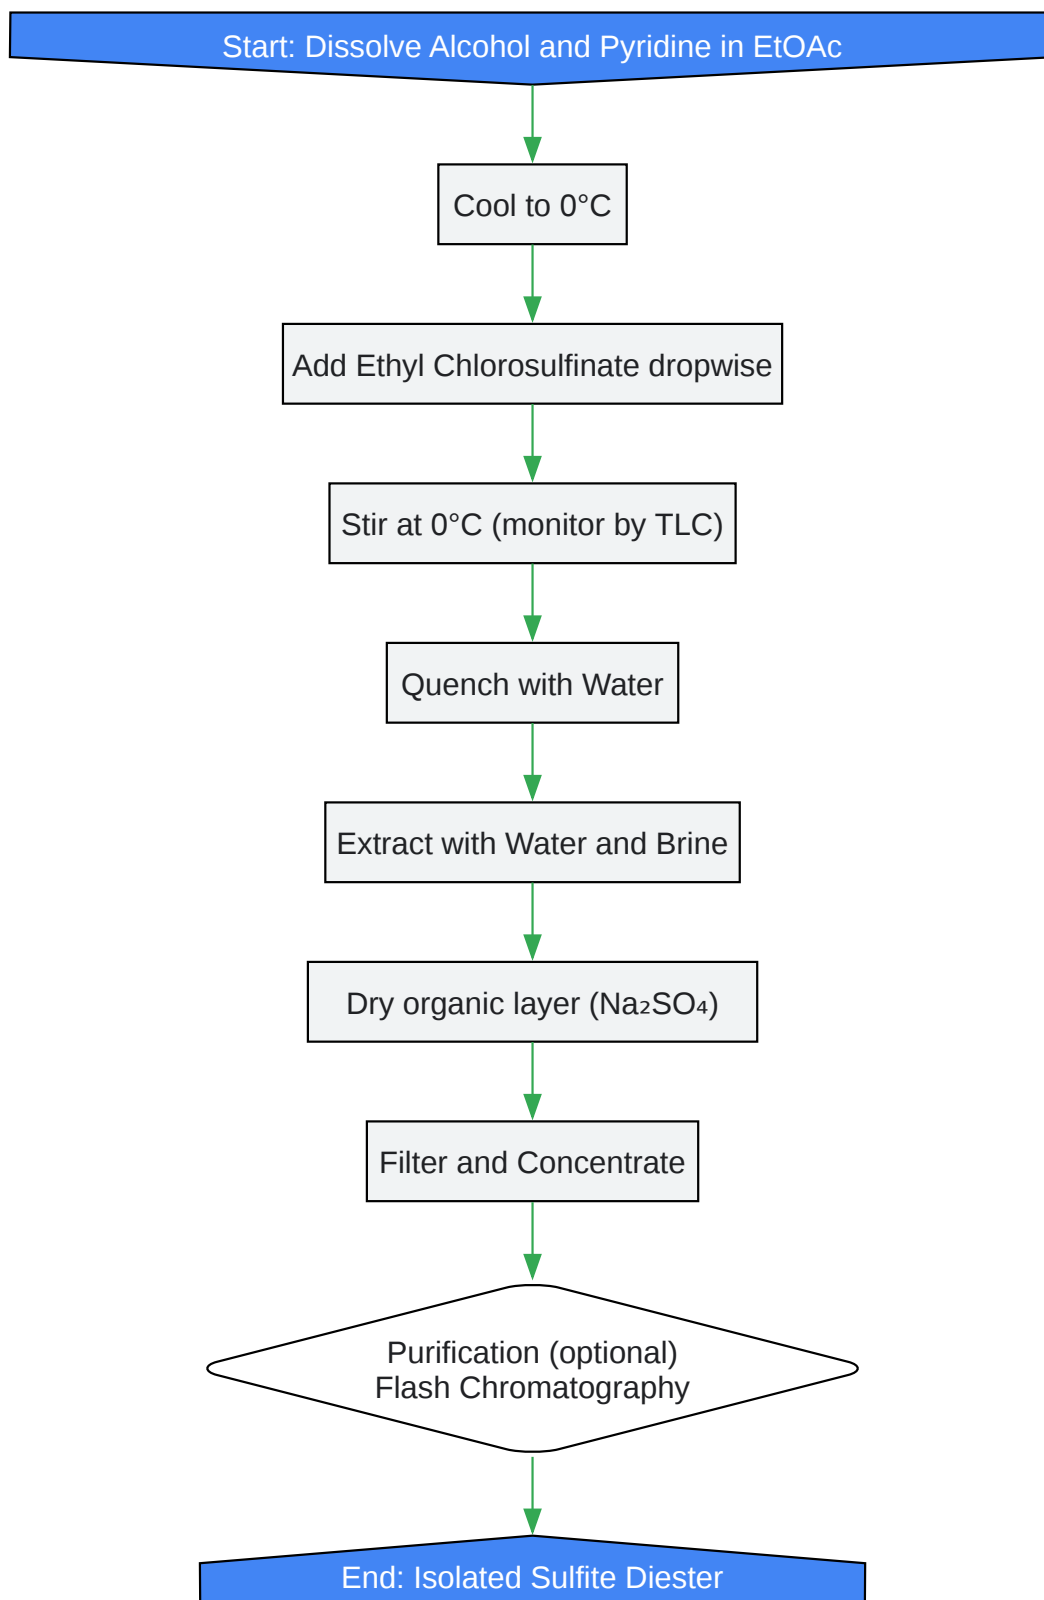 Start: Dissolve Alcohol and Pyridine in EtOAc
Cool to 0°C
Add Ethyl Chlorosulfinate dropwise
Stir at 0°C (monitor by TLC)
Quench with Water
Extract with Water and Brine
Dry organic layer (Na₂SO₄)
Filter and Concentrate
Purification (optional)
Flash Chromatography
End: Isolated Sulfite Diester